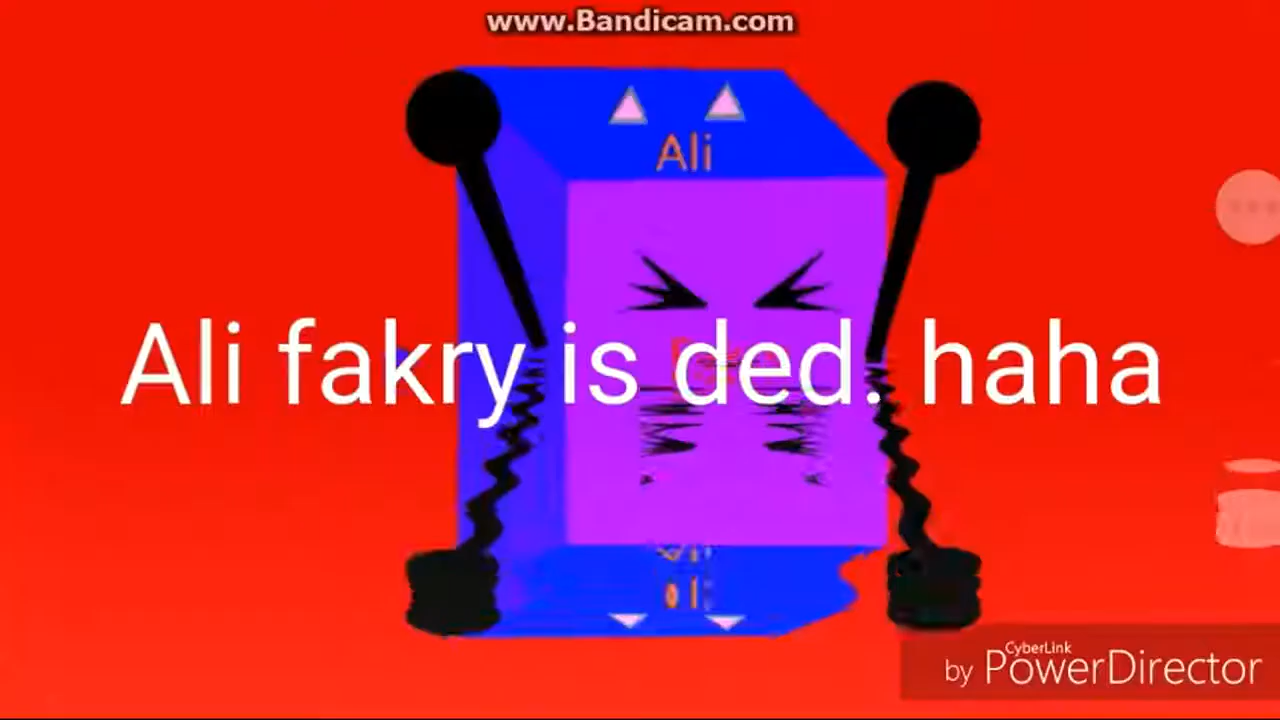 www.Bandicam.com
Ali
Ali fakry is ded. haha
CyberLink
by PowerDirector